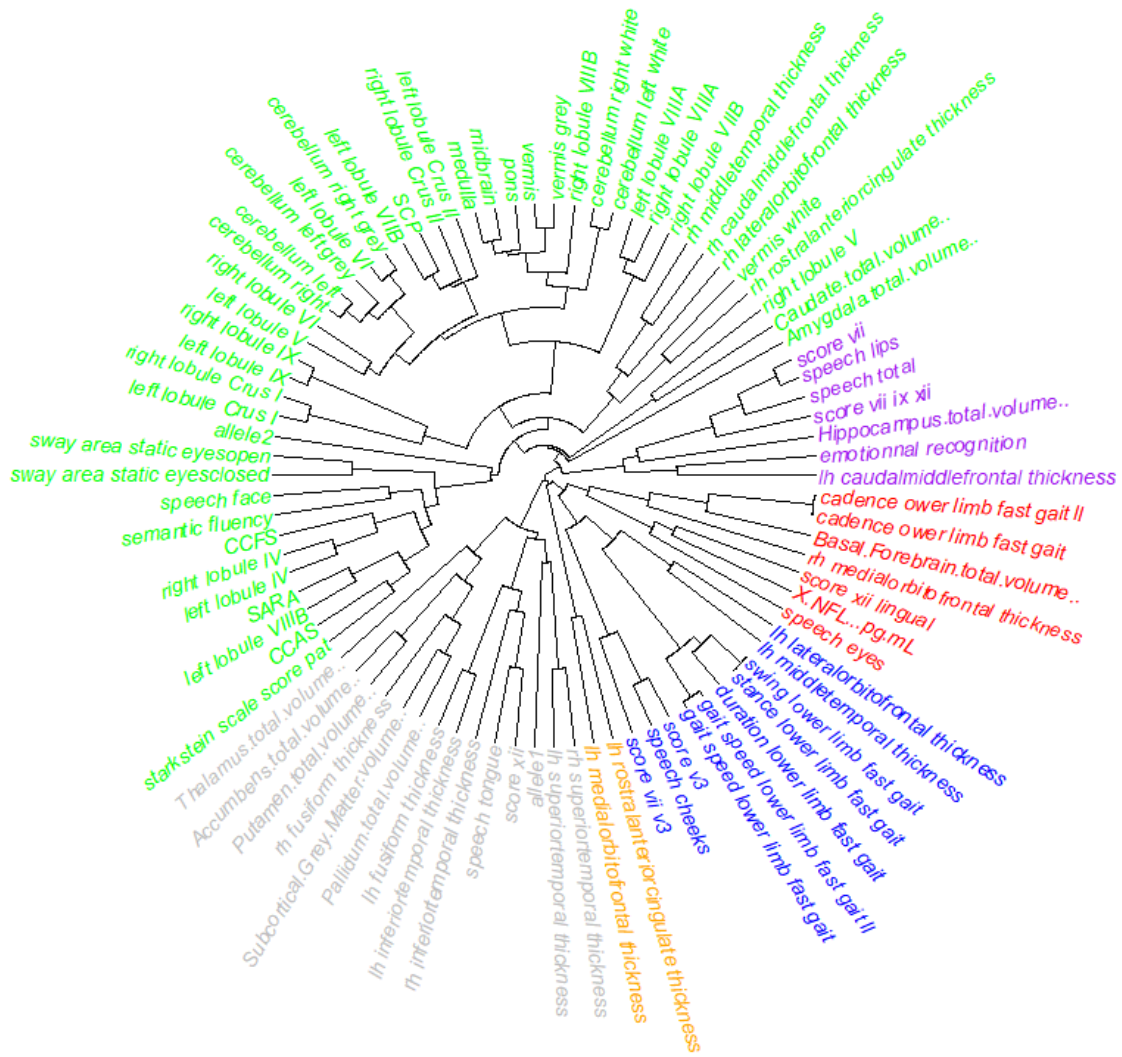 score vii
speech lips
speech total
score vii ix xii
Hippocampus.total.volume..
emotionnal recognition
lh caudalmiddlefrontal thickness
cadence ower limb fast gait II
cadence ower limb fast gait
Basal.Forebrain.total.volume..
rh medialorbitofrontal thickness
score xii lingual
X.NFL...pg.mL
speech eyes
lh lateralorbitofrontal thickness
lh middletemporal thickness
swing lower limb fast gait
stance lower limb fast gait
duration lower limb fast gait
gait speed lower limb fast gait II
gait speed lower limb fast gait
score v3
speech cheeks
score vii v3
lh rostralanteriorcingulate thickness
lh medialorbitofrontal thickness
rh superiortemporal thickness
lh superiortemporal thickness
allele1
score xii
speech tongue
rh inferiortemporal thickness
lh inferiortemporal thickness
lh fusiform thickness
Pallidum.total.volume..
Subcortical.Grey.Matter.volume..
rh fusiform thickness
Putamen.total.volume..
Accumbens.total.volume..
Thalamus.total.volume..
starkstein scale score pat
CCAS
left lobule VIIIB
SARA
left lobule IV
right lobule IV
CCFS
semantic fluency
speech face
sway area static eyesclosed
sway area static eyesopen
allele2
left lobule Crus I
right lobule Crus I
left lobule IX
right lobule IX
left lobule V
right lobule VI
cerebellum right
cerebellum left
cerebellum left grey
left lobule VI
cerebellum right grey
left lobule VIIB
SCP
right lobule Crus II
left lobule Crus II
medulla
midbrain
pons
vermis
vermis grey
right lobule VIIIB
cerebellum right white
cerebellum left white
left lobule VIIIA
right lobule VIIIA
right lobule VIIB
rh middletemporal thickness
rh caudalmiddlefrontal thickness
rh lateralorbitofrontal thickness
vermis white
rh rostralanteriorcingulate thickness
right lobule V
Caudate.total.volume..
Amygdala.total.volume..